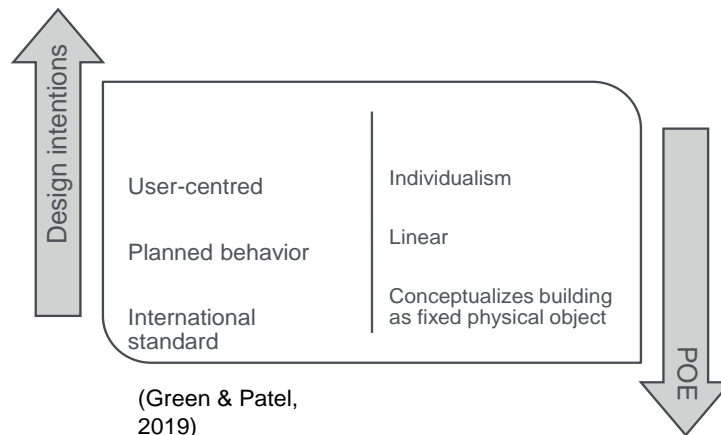 Design intentions
User-centred
Planned behavior
International
standard
Individualism
Linear
Conceptualizes building
as fixed physical object
POE
(Green & Patel,
2019)